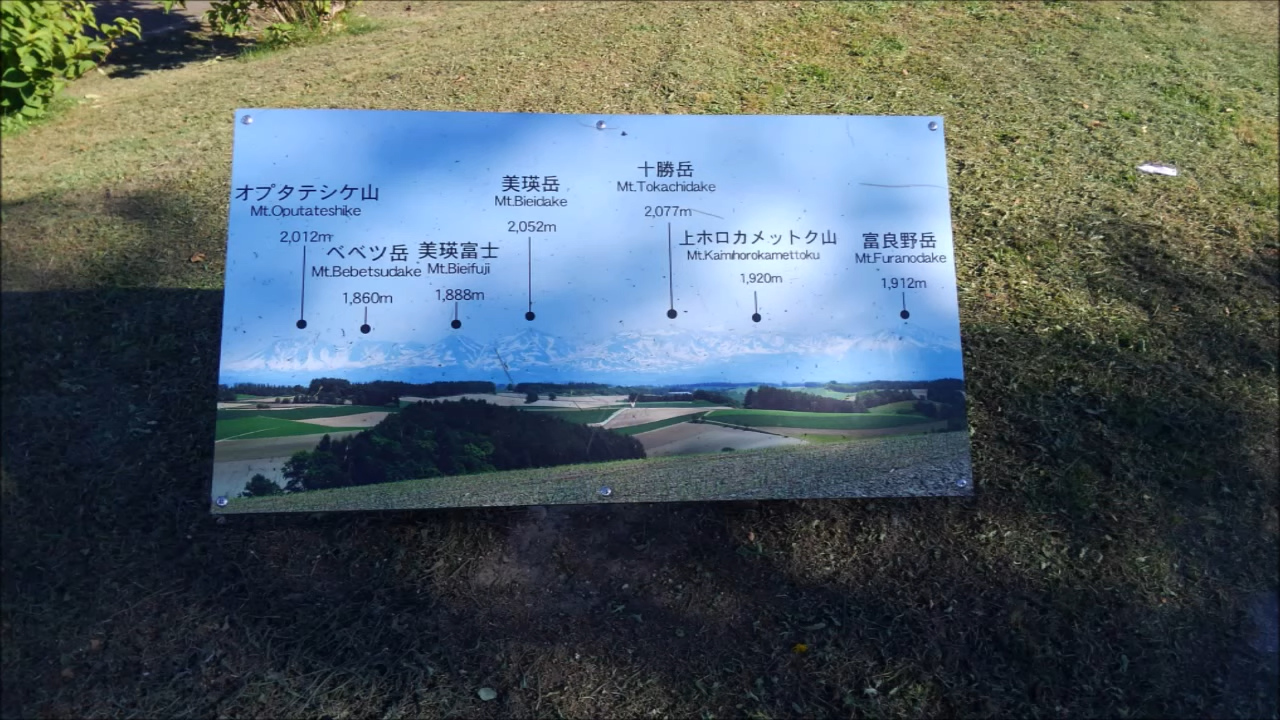 オプタテシケ山
Mt.Oputateshike
2,012m
ベベツ岳
Mt.Bebetsudake
1,860m
美瑛富士
Mt.Bieifuji
1,888m
美瑛岳
Mt.Bieidake
2,052m
十勝岳
Mt.Tokachidake
2,077m
上ホロカメットク山
Mt.Kamihorokamettoku
1,920m
富良野岳
Mt.Furanodake
1,912m